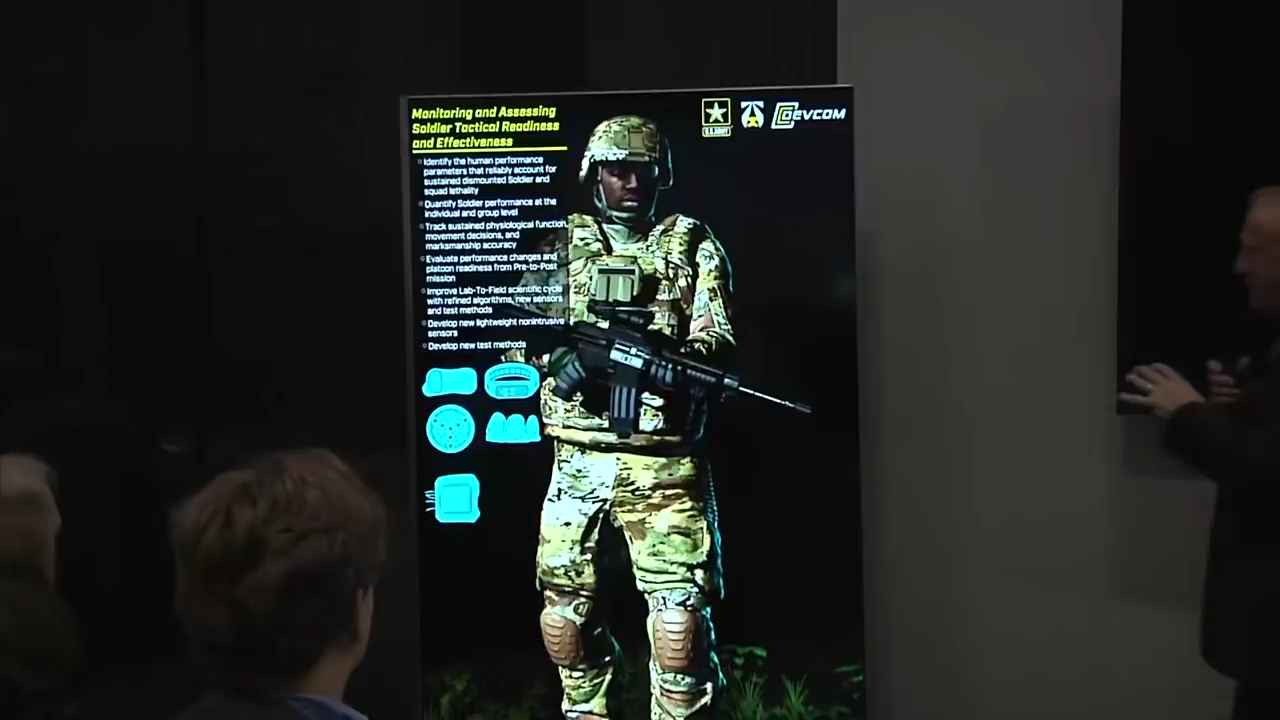 Monitoring and Assessing
Soldier Tactical Readiness
and Effectiveness
Identify the human performance
parameters that reliably account for
sustained dismounted Soldier and
squad lethality
Quantify Soldier performance at the
individual and group level
Track sustained physiological function,
movement decisions, and
marksmanship accuracy
Evaluate performance changes and
platoon readiness from Pre-to-Post
mission
Improve Lab-To-Field scientific cycle
with refined algorithms, new sensors
and test methods
Develop new lightweight nonintrusive
sensors
Develop new test methods
U.S. ARMY
DEVCOM